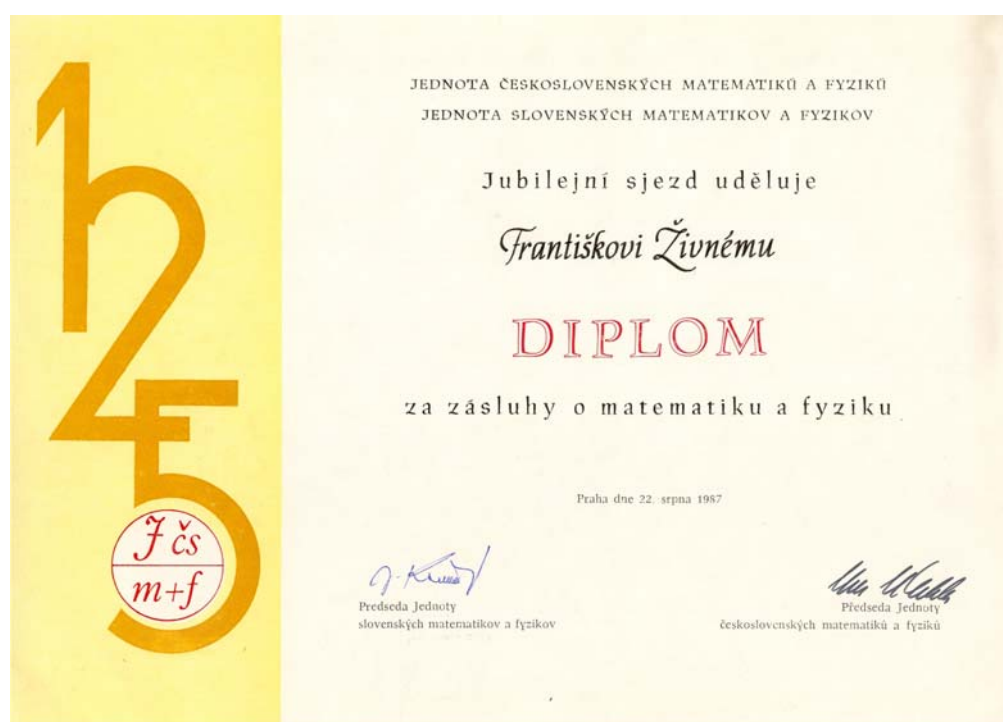 125
J čs
m+f
JEDNOTA ČESKOSLOVENSKÝCH MATEMATIKŮ A FYZIKŮ
JEDNOTA SLOVENSKÝCH MATEMATIKOV A FYZIKOV
Jubilejní sjezd uděluje
Františkovi Živnému
DIPLOM
za zásluhy o matematiku a fyziku
Praha dne 22. srpna 1987
Predseda Jednoty
slovenských matematikov a fyzikov
Předseda Jednoty
československých matematiků a fyziků